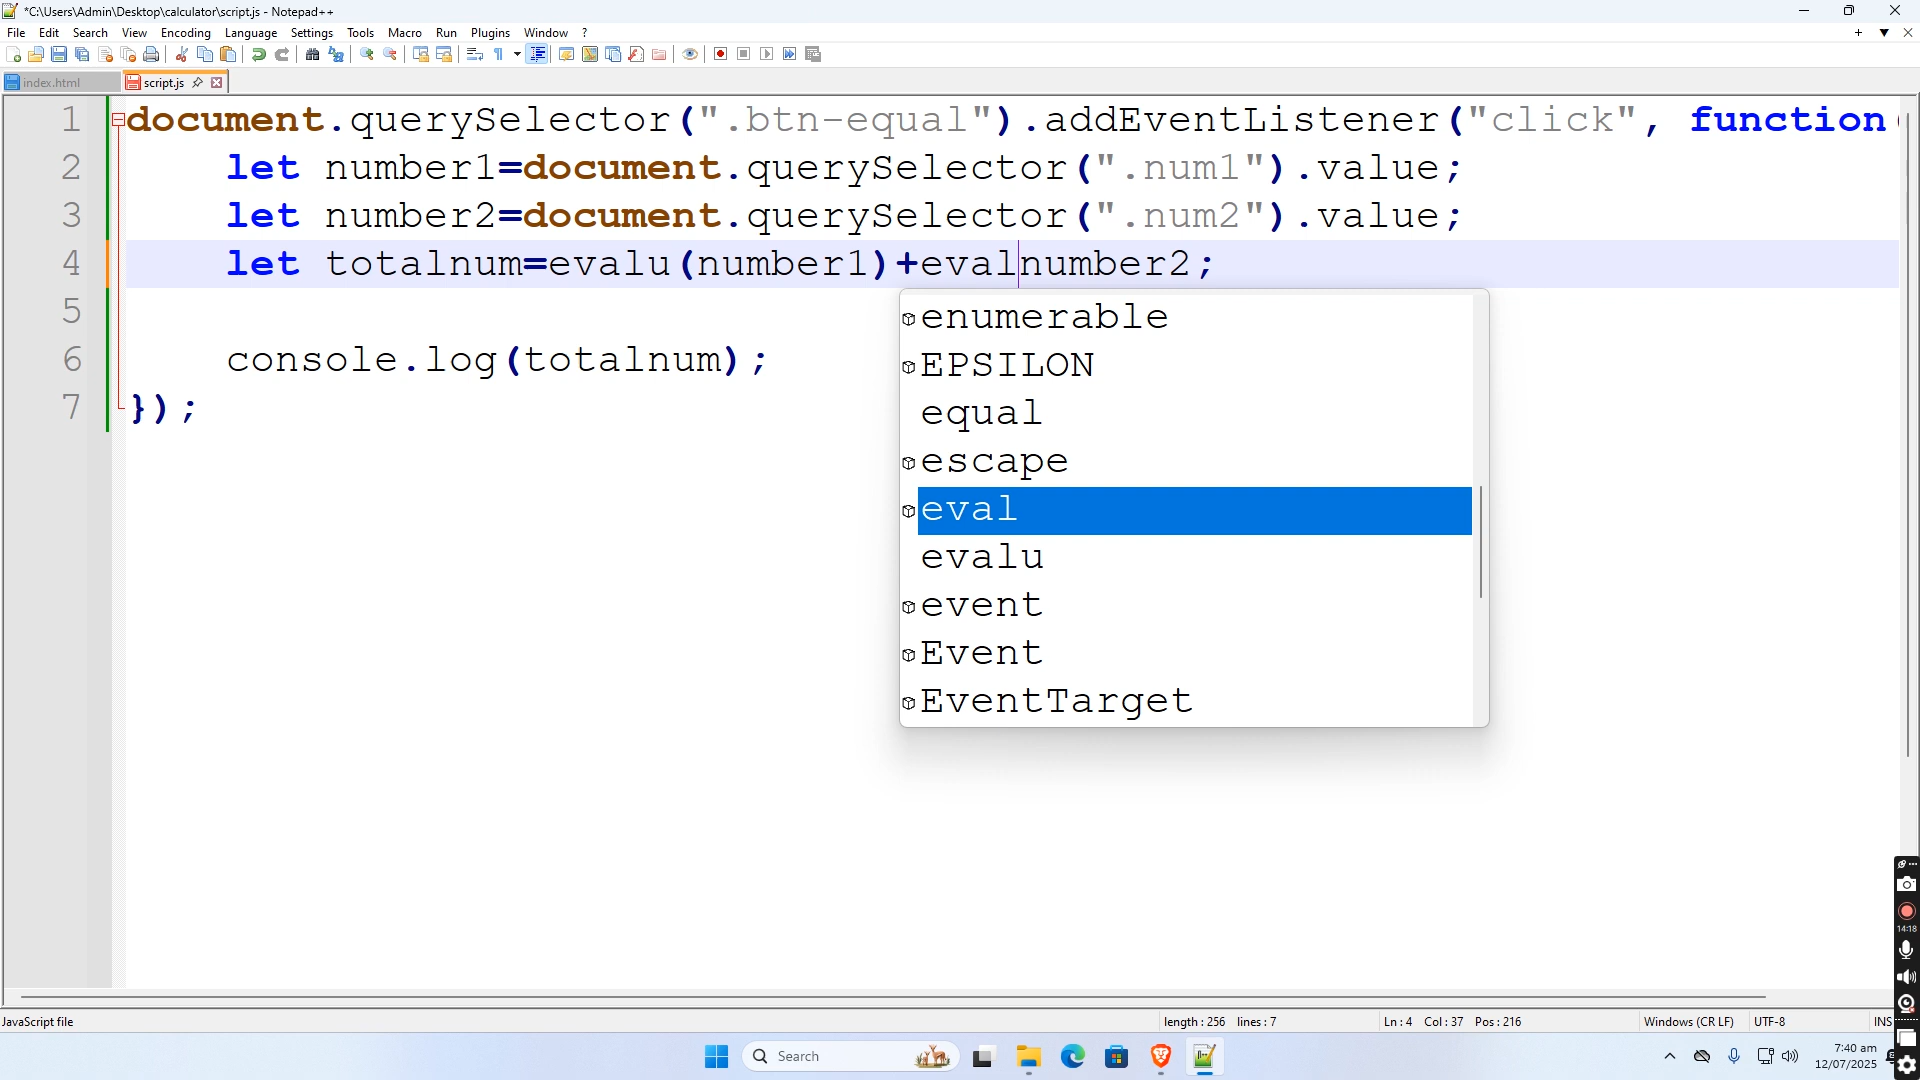 *C:\Users\Admin\Desktop\calculator\script.js - Notepad++
File Edit Search View Encoding Language Settings Tools Macro Run Plugins Window ?
index.html script.js
1 document.querySelector(".btn-equal").addEventListener("click", function(
2 let number1=document.querySelector(".num1").value;
3 let number2=document.querySelector(".num2").value;
4 let totalnum=evalu(number1)+evalnumber2;
5
6 console.log(totalnum);
7 });
enumerable
EPSILON
equal
escape
eval
evalu
event
Event
EventTarget
14:18
JavaScript file length : 256 lines : 7 Ln : 4 Col : 37 Pos : 216 Windows (CR LF) UTF-8 INS
Search
7:40 am
12/07/2025